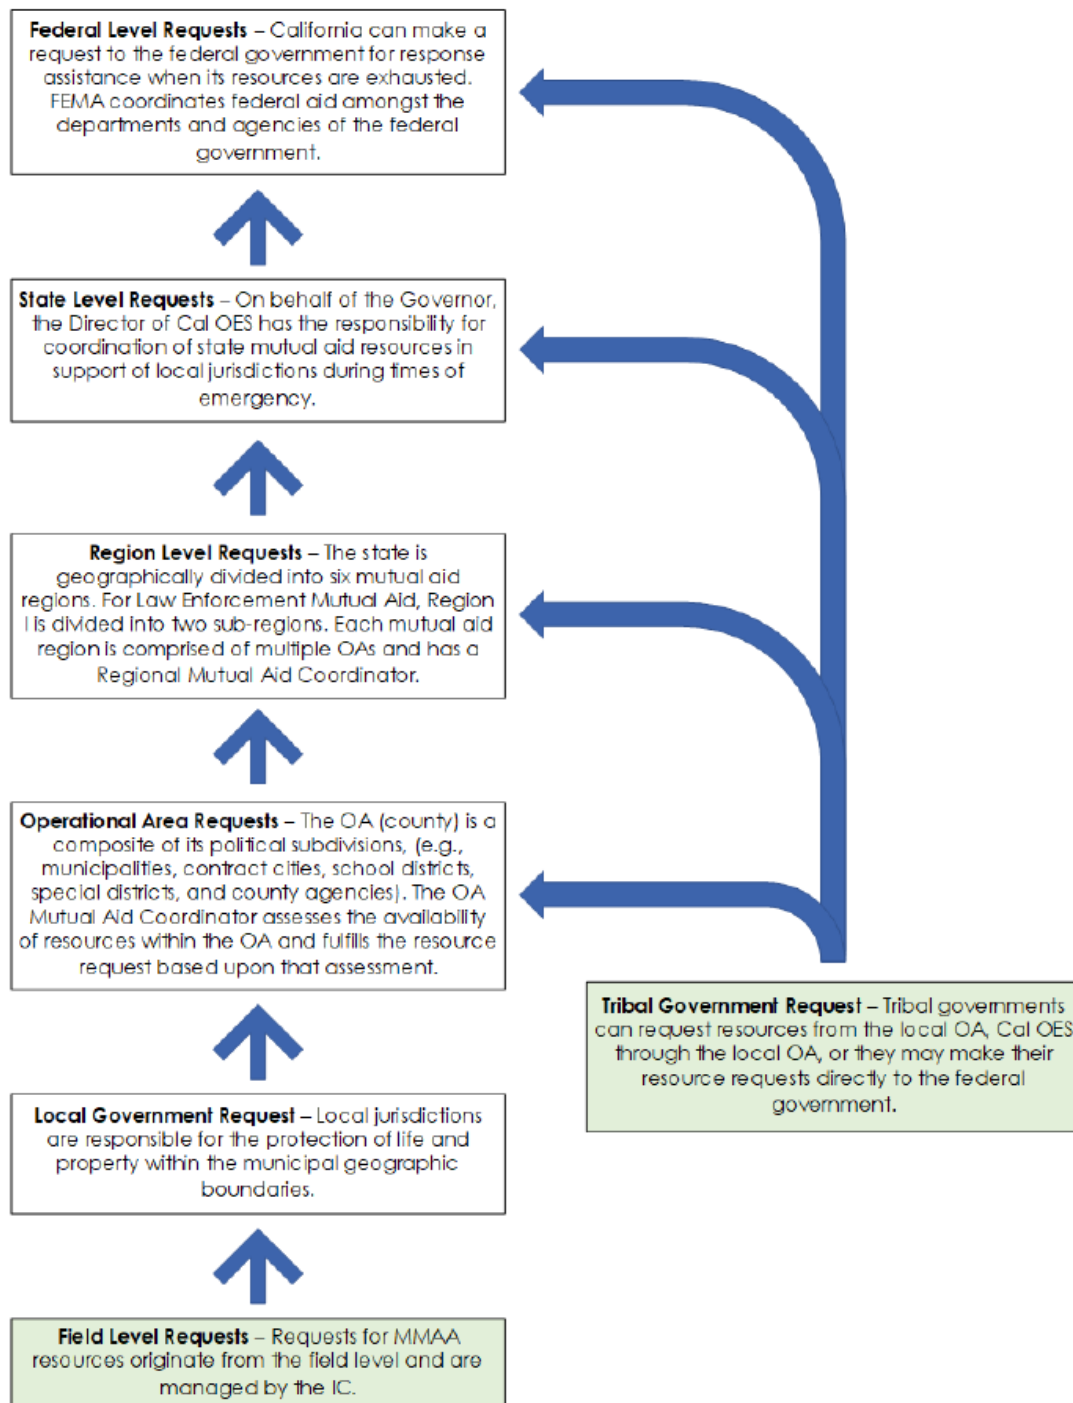 Federal Level Requests – California can make a
request to the federal government for response
assistance when its resources are exhausted.
FEMA coordinates federal aid amongst the
departments and agencies of the federal
government.
State Level Requests – On behalf of the Governor,
the Director of Cal OES has the responsibility for
coordination of state mutual aid resources in
support of local jurisdictions during times of
emergency.
Region Level Requests – The state is
geographically divided into six mutual aid
regions. For Law Enforcement Mutual Aid, Region
I is divided into two sub-regions. Each mutual aid
region is comprised of multiple OAs and has a
Regional Mutual Aid Coordinator.
Operational Area Requests – The OA (county) is a
composite of its political subdivisions, (e.g.,
municipalities, contract cities, school districts,
special districts, and county agencies). The OA
Mutual Aid Coordinator assesses the availability
of resources within the OA and fulfills the resource
request based upon that assessment.
Tribal Government Request – Tribal governments
can request resources from the local OA, Cal OES
through the local OA, or they may make their
resource requests directly to the federal
government.
Local Government Request – Local jurisdictions
are responsible for the protection of life and
property within the municipal geographic
boundaries.
Field Level Requests – Requests for MMAA
resources originate from the field level and are
managed by the IC.